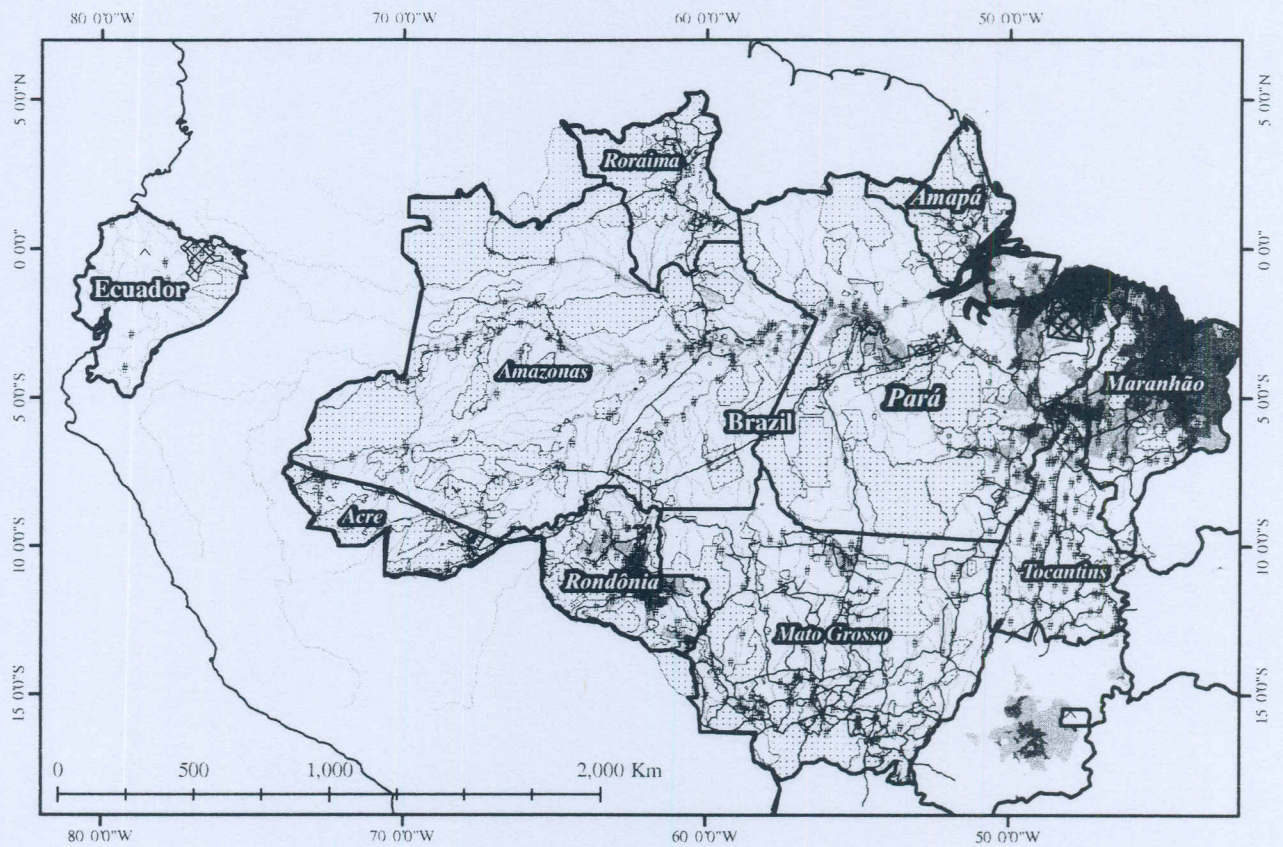 80 0'0"W 70 0'0"W 60 0'0"W 50 0'0"W
5 0'0"N 5 0'0"N
Roraima
Amapá
0 0'0" 0 0'0"
Ecuador
Amazonas
Pará
Maranhão
5 0'0"S 5 0'0"S
Brazil
Acre
10 0'0"S 10 0'0"S
Rondônia
Tocantins
Mato Grosso
15 0'0"S 15 0'0"S
0 500 1,000 2,000 Km
80 0'0"W 70 0'0"W 60 0'0"W 50 0'0"W